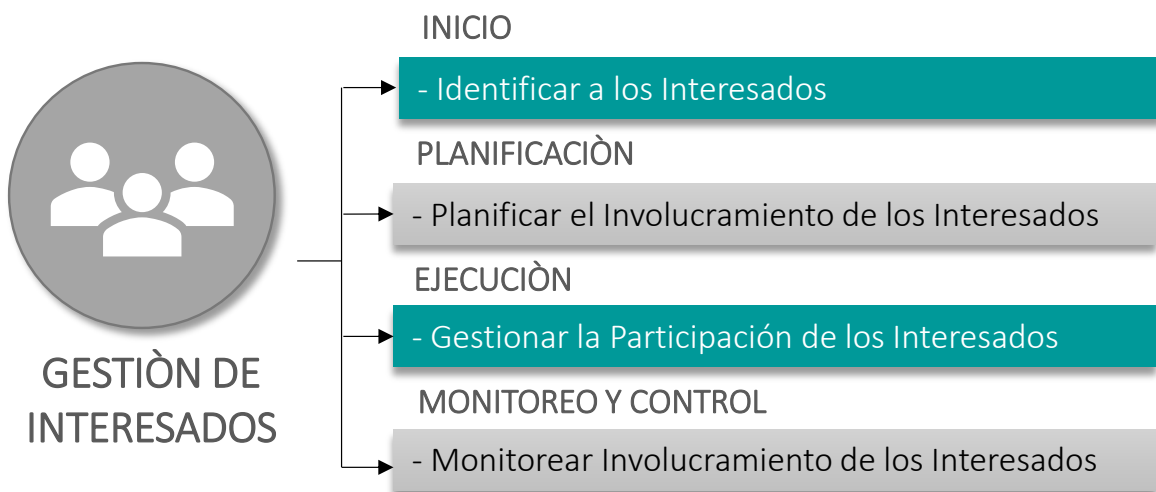 INICIO
- Identificar a los Interesados
PLANIFICACIÒN
- Planificar el Involucramiento de los Interesados
EJECUCIÒN
- Gestionar la Participación de los Interesados
MONITOREO Y CONTROL
- Monitorear Involucramiento de los Interesados
GESTIÒN DE
INTERESADOS